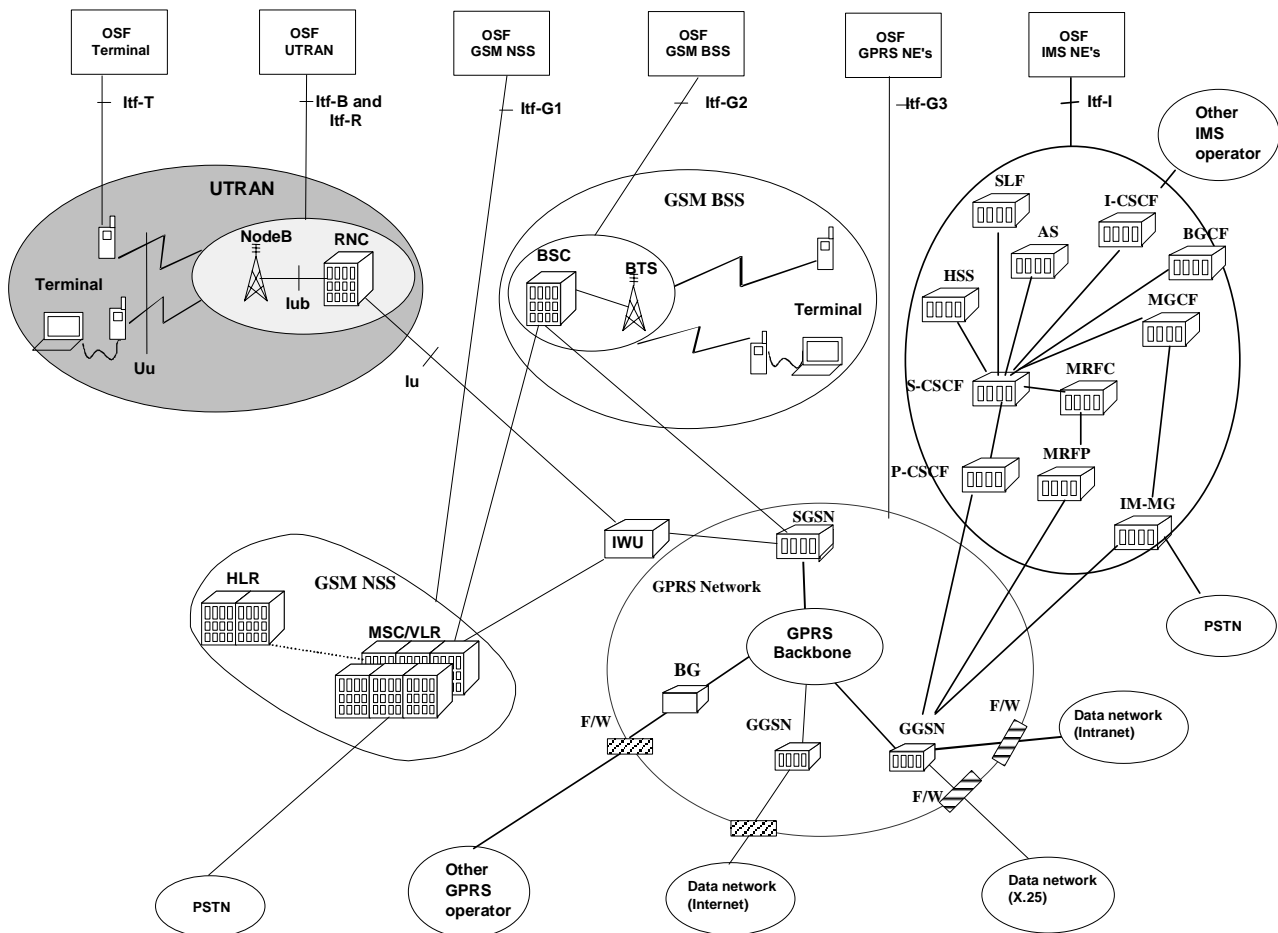 OSF
Terminal
OSF
UTRAN
OSF
GSM NSS
OSF
GSM BSS
OSF
GPRS NE's
OSF
IMS NE's
Itf-T
Itf-B and
Itf-R
Itf-G1
Itf-G2
Itf-G3
Itf-I
Other
IMS
operator
UTRAN
NodeB
RNC
Iub
Terminal
Uu
Iu
GSM BSS
BSC
BTS
Terminal
SLF
I-CSCF
AS
BGCF
HSS
MGCF
S-CSCF
MRFC
P-CSCF
MRFP
IM-MG
PSTN
IWU
SGSN
GPRS Network
GPRS
Backbone
BG
F/W
GGSN
GGSN
F/W
F/W
Data network
(Intranet)
GSM NSS
HLR
MSC/VLR
PSTN
Other
GPRS
operator
Data network
(Internet)
Data network
(X.25)